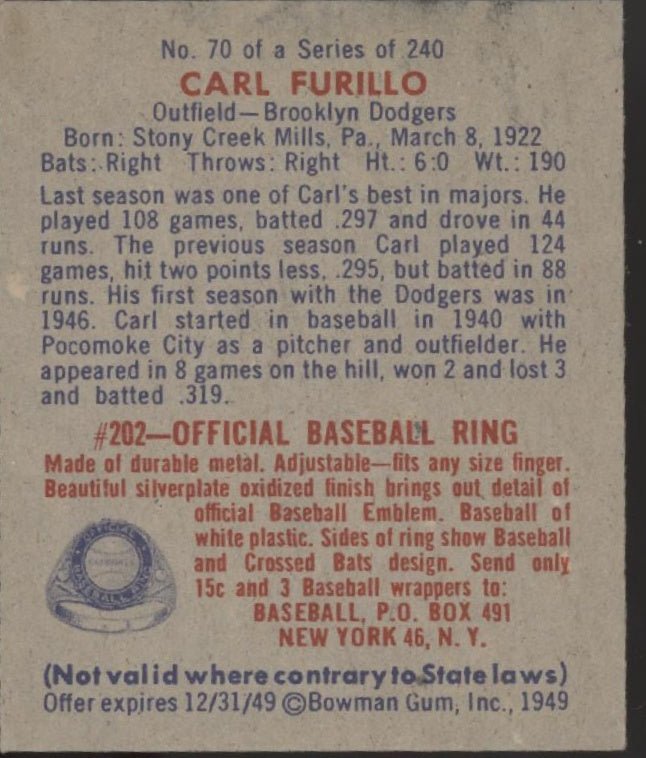 No. 70 of a Series of 240
CARL FURILLO
Outfield—Brooklyn Dodgers
Born: Stony Creek Mills, Pa., March 8, 1922
Bats: Right Throws: Right Ht.: 6:0 Wt.: 190
Last season was one of Carl's best in majors. He
played 108 games, batted .297 and drove in 44
runs. The previous season Carl played 124
games, hit two points less, .295, but batted in 88
runs. His first season with the Dodgers was in
1946. Carl started in baseball in 1940 with
Pocomoke City as a pitcher and outfielder. He
appeared in 8 games on the hill, won 2 and lost 3
and batted .319.
#202—OFFICIAL BASEBALL RING
Made of durable metal. Adjustable—fits any size finger.
Beautiful silverplate oxidized finish brings out detail of
official Baseball Emblem. Baseball of
white plastic. Sides of ring show Baseball
and Crossed Bats design. Send only
15c and 3 Baseball wrappers to:
BASEBALL, P.O. BOX 491
NEW YORK 46, N. Y.
OFFICIAL
BASEBALL RING
(Not valid where contrary to State laws)
Offer expires 12/31/49 ©Bowman Gum, Inc., 1949